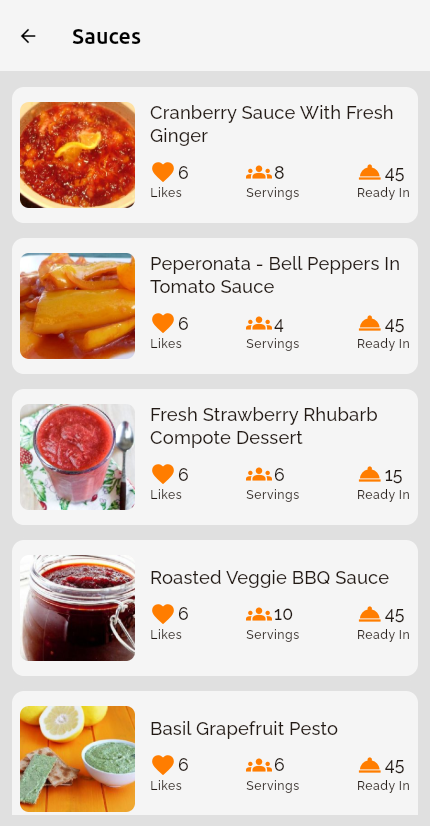 Sauces
Cranberry Sauce With Fresh
Ginger
6 8 45
Likes Servings Ready In
Peperonata - Bell Peppers In
Tomato Sauce
6 4 45
Likes Servings Ready In
Fresh Strawberry Rhubarb
Compote Dessert
6 6 15
Likes Servings Ready In
Roasted Veggie BBQ Sauce
6 10 45
Likes Servings Ready In
Basil Grapefruit Pesto
6 6 45
Likes Servings Ready In